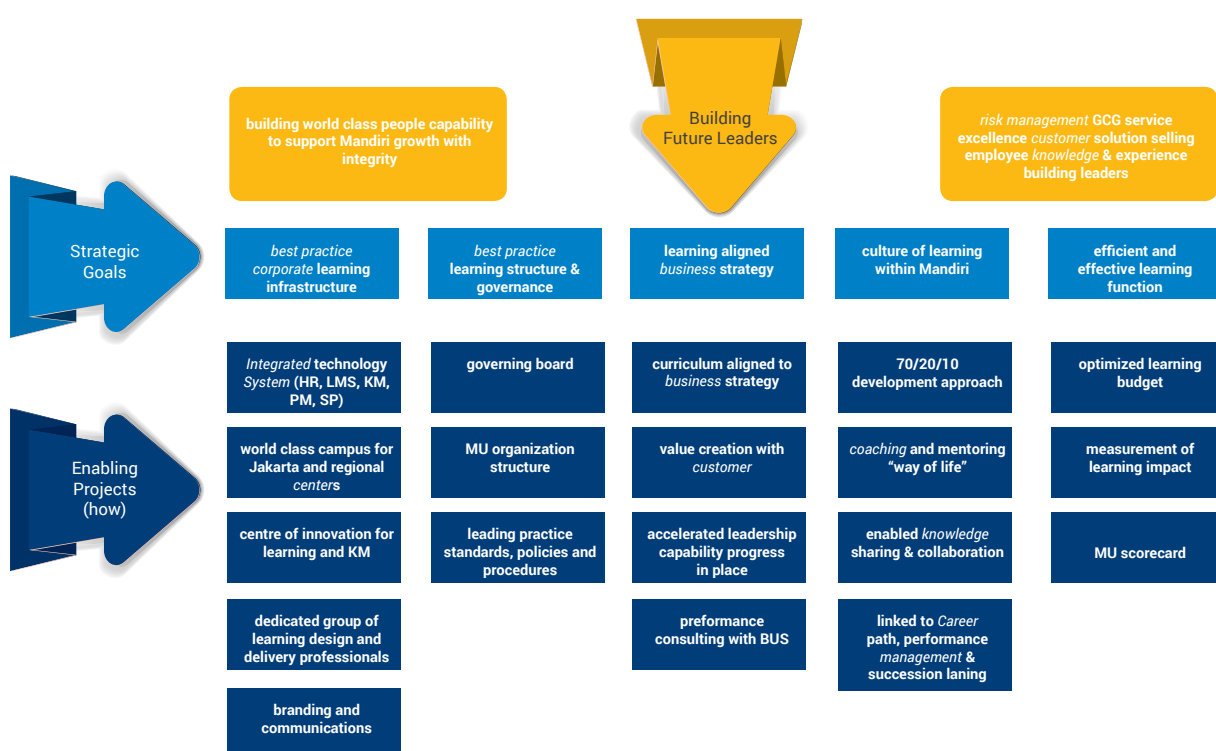 building world class people capability
to support Mandiri growth with
integrity
Building
Future Leaders
risk management GCG service
excellence customer solution selling
employee knowledge & experience
building leaders
Strategic
Goals
best practice
corporate learning
infrastructure
best practice
learning structure &
governance
learning aligned
business strategy
culture of learning
within Mandiri
efficient and
effective learning
function
Enabling
Projects
(how)
Integrated technology
System (HR, LMS, KM,
PM, SP)
governing board
curriculum aligned to
business strategy
70/20/10
development approach
optimized learning
budget
world class campus for
Jakarta and regional
centers
MU organization
structure
value creation with
customer
coaching and mentoring
“way of life”
measurement of
learning impact
centre of innovation for
learning and KM
leading practice
standards, policies and
procedures
accelerated leadership
capability progress
in place
enabled knowledge
sharing & collaboration
MU scorecard
dedicated group of
learning design and
delivery professionals
preformance
consulting with BUS
linked to Career
path, performance
management &
succession laning
branding and
communications